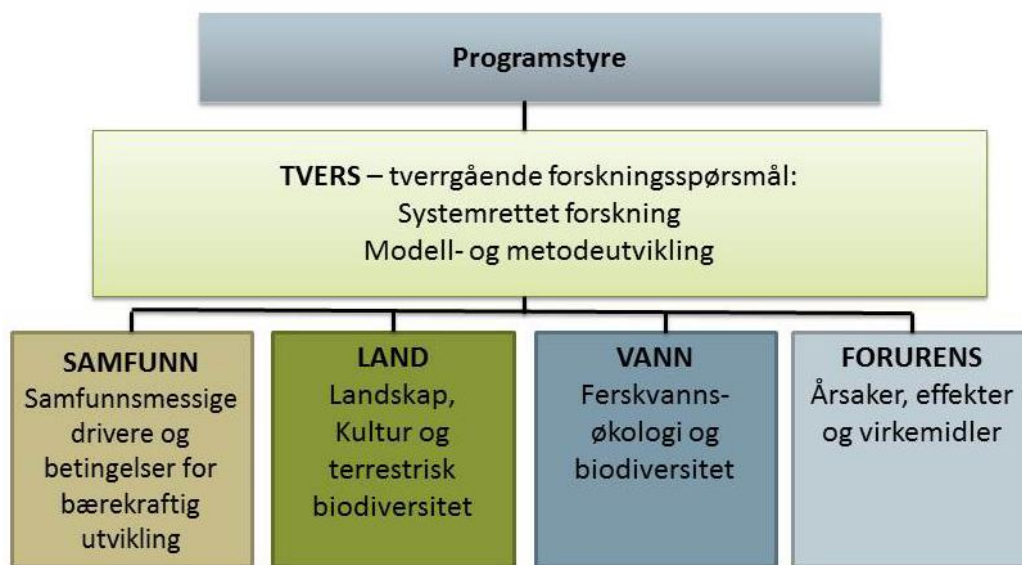 Programstyre
TVERS – tverrgående forskningsspørsmål:
Systemrettet forskning
Modell- og metodeutvikling
SAMFUNN
Samfunnsmessige
drivere og
betingelser for
bærekraftig
utvikling
LAND
Landskap,
Kultur og
terrestrisk
biodiversitet
VANN
Ferskvanns-
økologi og
biodiversitet
FORURENS
Årsaker, effekter
og virkemidler